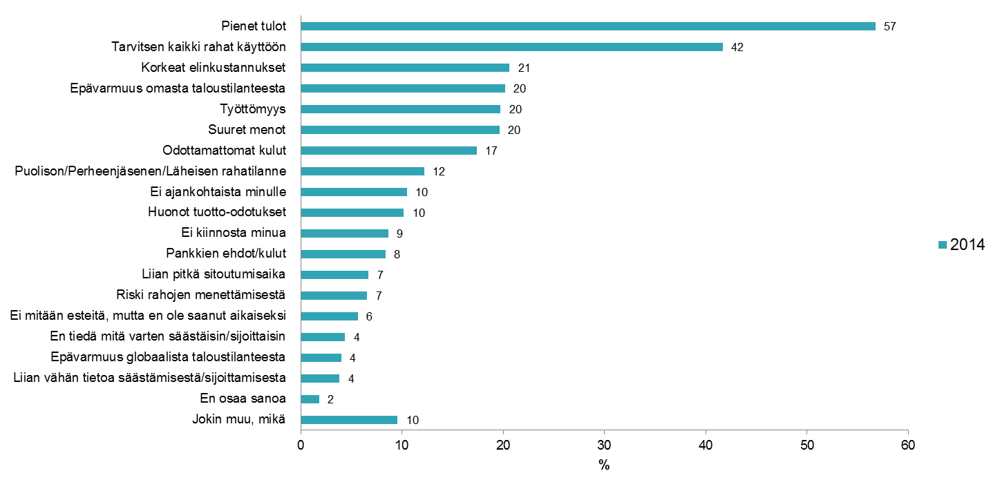 Pienet tulot 57
Tarvitsen kaikki rahat käyttöön 42
Korkeat elinkustannukset 21
Epävarmuus omasta taloustilanteesta 20
Työttömyys 20
Suuret menot 20
Odottamattomat kulut 17
Puolison/Perheenjäsenen/Läheisen rahatilanne 12
Ei ajankohtaista minulle 10
Huonot tuotto-odotukset 10
Ei kiinnosta minua 9
Pankkien ehdot/kulut 8
Liian pitkä sitoutumisaika 7
Riski rahojen menettämisestä 7
Ei mitään esteitä, mutta en ole saanut aikaiseksi 6
En tiedä mitä varten säästäisin/sijoittaisin 4
Epävarmuus globaalista taloustilanteesta 4
Liian vähän tietoa säästämisestä/sijoittamisesta 4
En osaa sanoa 2
Jokin muu, mikä 10
0 10 20 30 40 50 60
%
2014